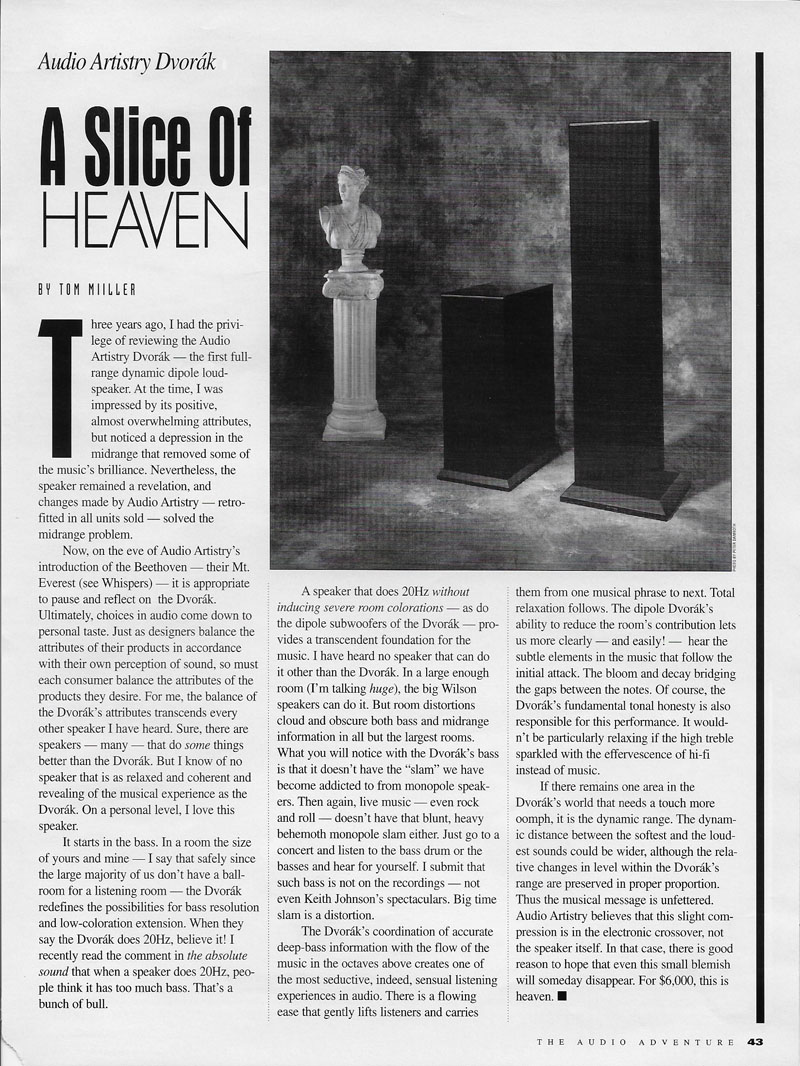 Audio Artistry Dvorák
A Slice Of
HEAVEN
BY TOM MIILLER
Three years ago, I had the privi-
lege of reviewing the Audio
Artistry Dvorák — the first full-
range dynamic dipole loud-
speaker. At the time, I was
impressed by its positive,
almost overwhelming attributes,
but noticed a depression in the
midrange that removed some of
the music's brilliance. Nevertheless, the
speaker remained a revelation, and
changes made by Audio Artistry — retro-
fitted in all units sold — solved the
midrange problem.
Now, on the eve of Audio Artistry's
introduction of the Beethoven — their Mt.
Everest (see Whispers) — it is appropriate
to pause and reflect on the Dvorák.
Ultimately, choices in audio come down to
personal taste. Just as designers balance the
attributes of their products in accordance
with their own perception of sound, so must
each consumer balance the attributes of the
products they desire. For me, the balance of
the Dvorák's attributes transcends every
other speaker I have heard. Sure, there are
speakers — many — that do some things
better than the Dvorák. But I know of no
speaker that is as relaxed and coherent and
revealing of the musical experience as the
Dvorák. On a personal level, I love this
speaker.
It starts in the bass. In a room the size
of yours and mine — I say that safely since
the large majority of us don't have a ball-
room for a listening room — the Dvorák
redefines the possibilities for bass resolution
and low-coloration extension. When they
say the Dvorák does 20Hz, believe it! I
recently read the comment in the absolute
sound that when a speaker does 20Hz, peo-
ple think it has too much bass. That's a
bunch of bull.
A speaker that does 20Hz without
inducing severe room colorations — as do
the dipole subwoofers of the Dvorák — pro-
vides a transcendent foundation for the
music. I have heard no speaker that can do
it other than the Dvorák. In a large enough
room (I'm talking huge), the big Wilson
speakers can do it. But room distortions
cloud and obscure both bass and midrange
information in all but the largest rooms.
What you will notice with the Dvorák's bass
is that it doesn't have the “slam” we have
become addicted to from monopole speak-
ers. Then again, live music — even rock
and roll — doesn't have that blunt, heavy
behemoth monopole slam either. Just go to a
concert and listen to the bass drum or the
basses and hear for yourself. I submit that
such bass is not on the recordings — not
even Keith Johnson's spectaculars. Big time
slam is a distortion.
The Dvorák's coordination of accurate
deep-bass information with the flow of the
music in the octaves above creates one of
the most seductive, indeed, sensual listening
experiences in audio. There is a flowing
ease that gently lifts listeners and carries
them from one musical phrase to next. Total
relaxation follows. The dipole Dvorák's
ability to reduce the room's contribution lets
us more clearly — and easily! — hear the
subtle elements in the music that follow the
initial attack. The bloom and decay bridging
the gaps between the notes. Of course, the
Dvorák's fundamental tonal honesty is also
responsible for this performance. It would-
n't be particularly relaxing if the high treble
sparkled with the effervescence of hi-fi
instead of music.
If there remains one area in the
Dvorák's world that needs a touch more
oomph, it is the dynamic range. The dynam-
ic distance between the softest and the loud-
est sounds could be wider, although the rela-
tive changes in level within the Dvorák's
range are preserved in proper proportion.
Thus the musical message is unfettered.
Audio Artistry believes that this slight com-
pression is in the electronic crossover, not
the speaker itself. In that case, there is good
reason to hope that even this small blemish
will someday disappear. For $6,000, this is
heaven. ■
THE AUDIO ADVENTURE 43